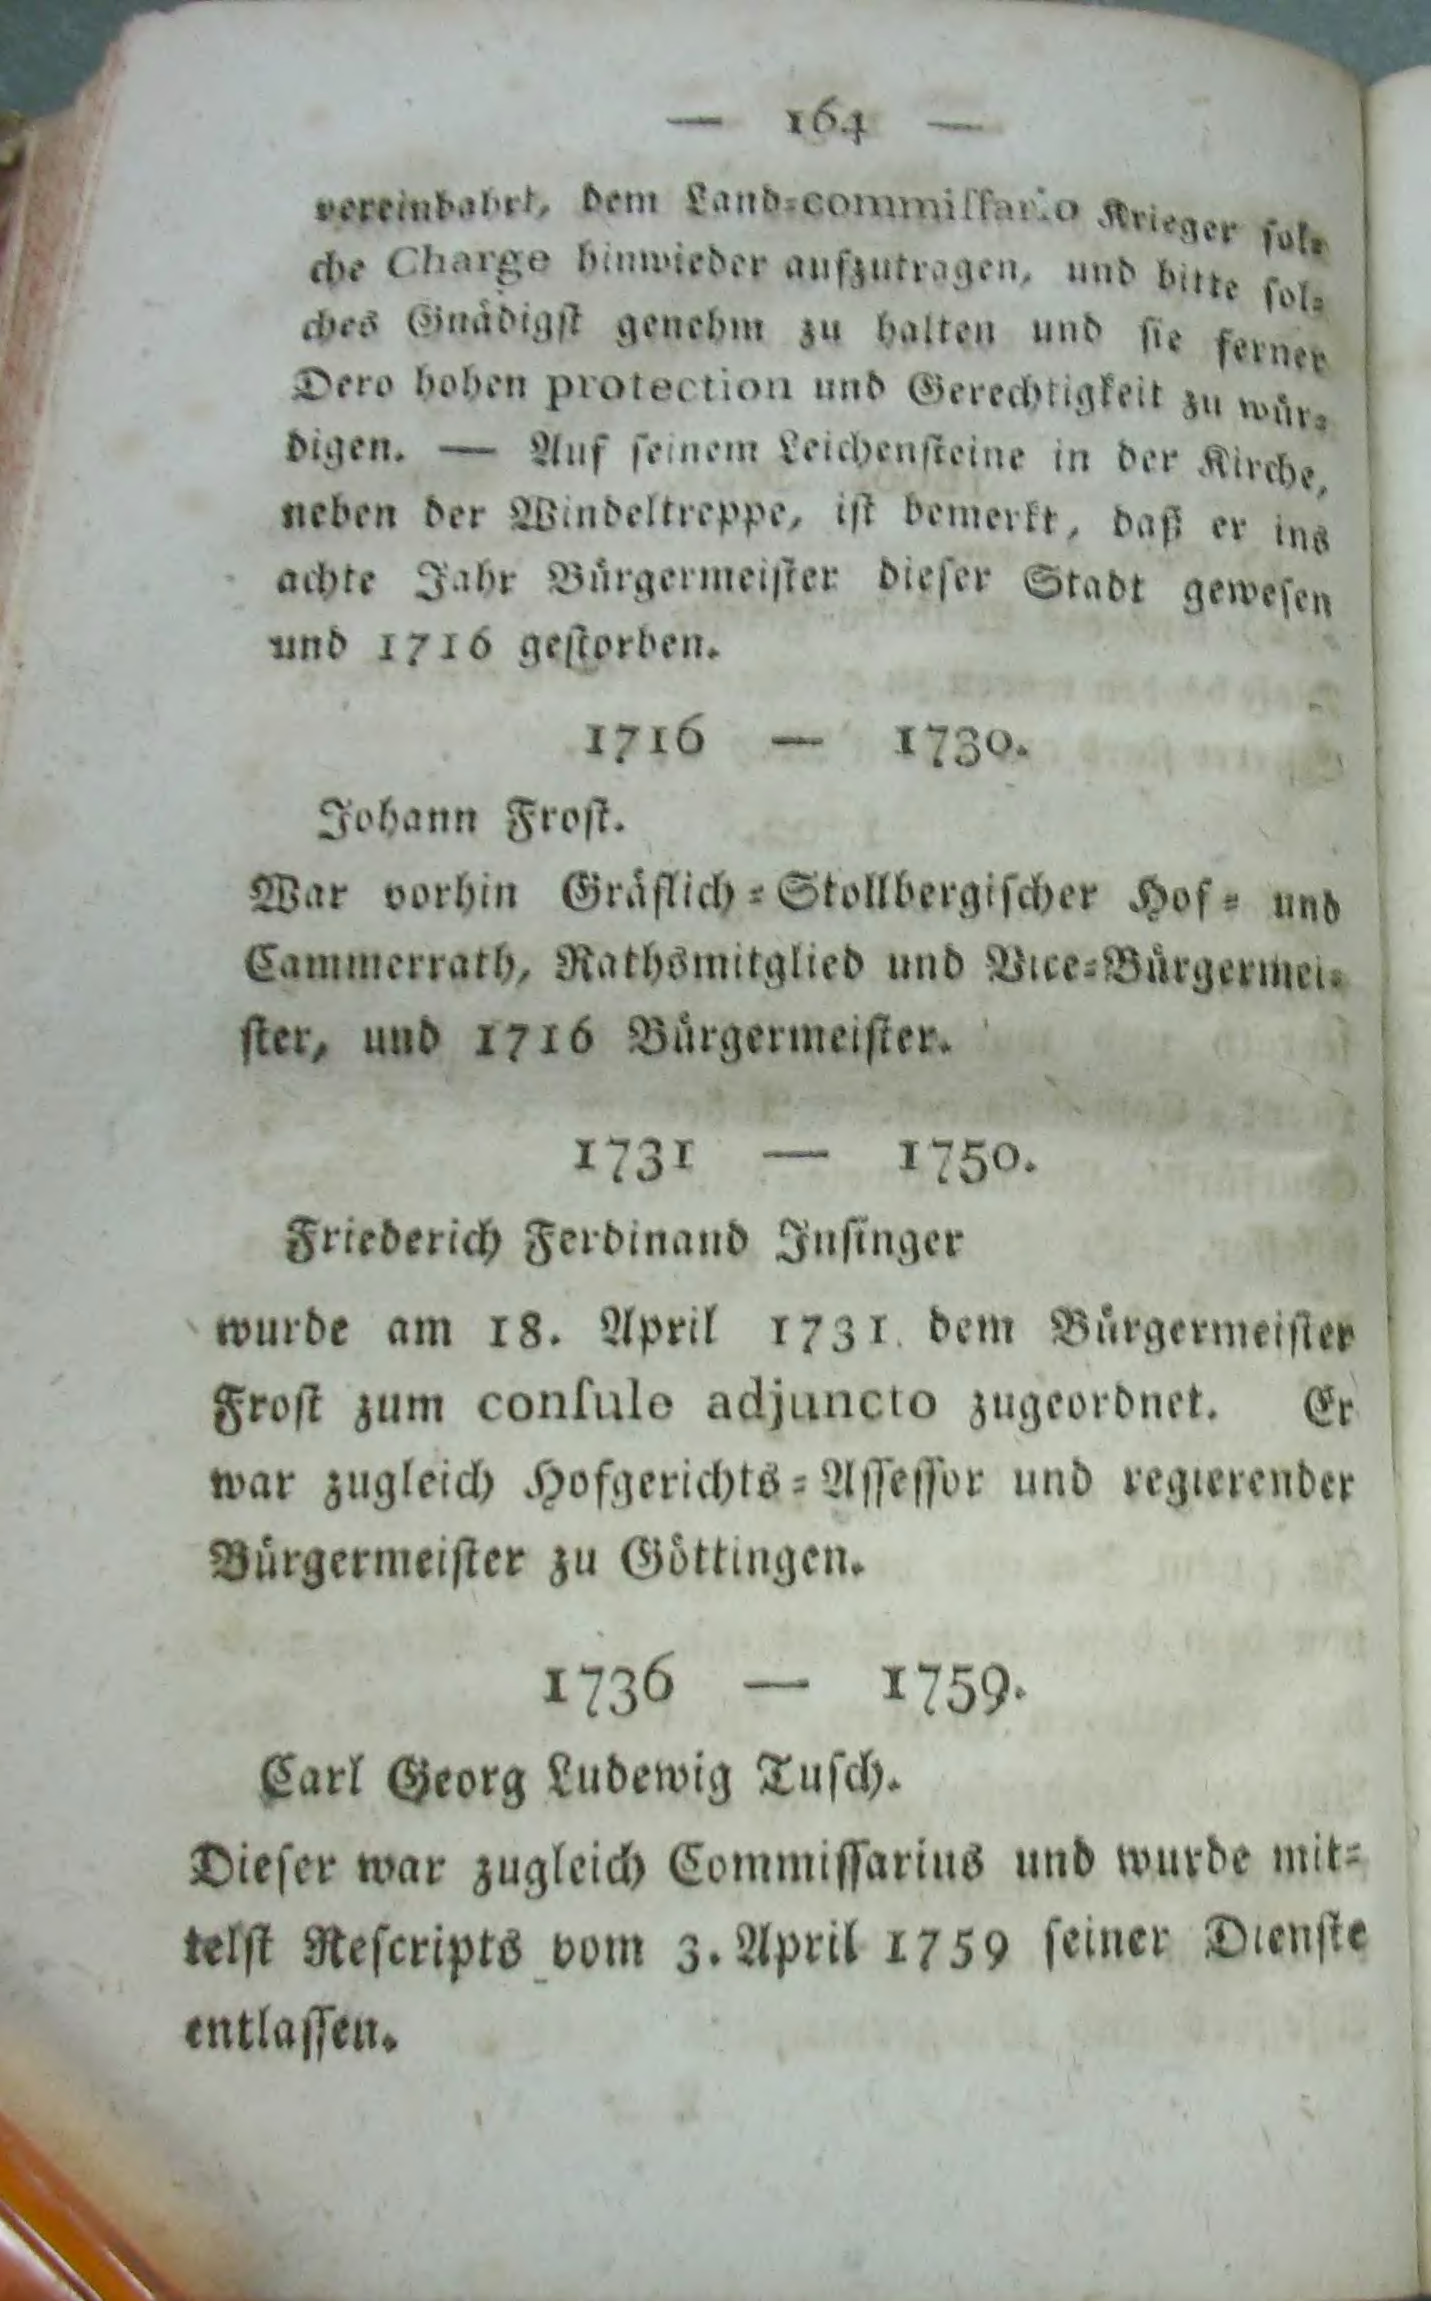 — 164 —
vereinbahrt, dem Land-commiſſario Krieger ſol-
che Charge hinwieder aufzutragen, und bitte ſol-
ches Gnädigſt genehm zu halten und ſie ferner
Dero hohen protection und Gerechtigkeit zu wür-
digen. — Auf ſeinem Leichenſteine in der Kirche,
neben der Windeltreppe, iſt bemerkt, daß er ins
achte Jahr Bürgermeiſter dieſer Stadt geweſen
und 1716 geſtorben.
1716 — 1730.
Johann Froſt.
War vorhin Gräflich-Stollbergiſcher Hof- und
Cammerrath, Rathsmitglied und Vice-Bürgermei-
ſter, und 1716 Bürgermeiſter.
1731 — 1750.
Friederich Ferdinand Inſinger
wurde am 18. April 1731. dem Bürgermeiſter
Froſt zum conſule adjuncto zugeordnet. Er
war zugleich Hofgerichts-Aſſeſſor und regierender
Bürgermeiſter zu Göttingen.
1736 — 1759.
Carl Georg Ludewig Tuſch.
Dieſer war zugleich Commiſſarius und wurde mit-
telſt Reſcripts vom 3. April 1759 ſeiner Dienſte
entlaſſen.